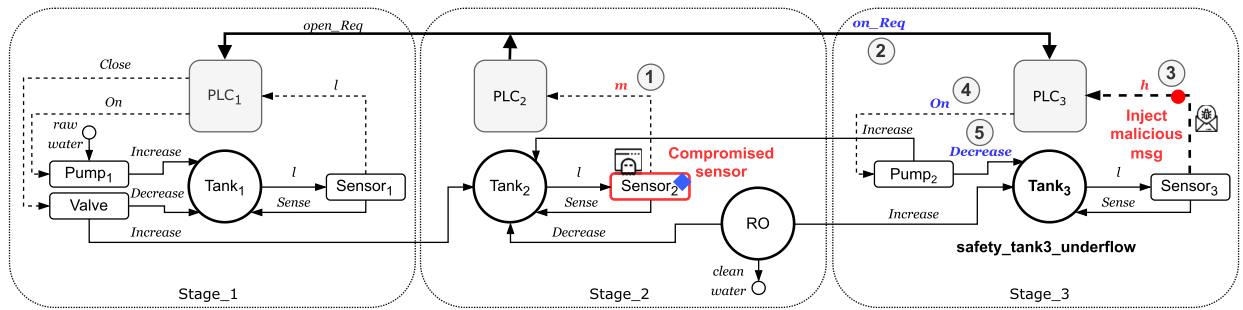 open_Req
on_Req
2
Close
PLC₁
l
On
raw
water
Pump₁
Increase
Tank₁
l
Sensor₁
Valve
Decrease
Sense
Increase
Stage_1
PLC₂
m
1
Compromised
sensor
Tank₂
l
Sensor₂
Sense
Decrease
RO
clean
water
Stage_2
PLC₃
h
3
On
4
Inject
malicious
msg
Increase
5
Decrease
Pump₂
Tank₃
l
Sensor₃
Increase
Sense
safety_tank3_underflow
Stage_3